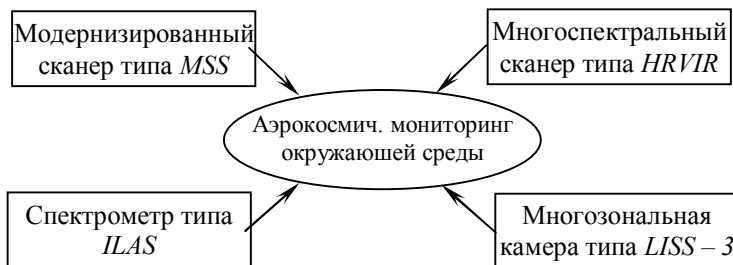 Модернизированный
сканер типа MSS
Многоспектральный
сканер типа HRVIR
Аэрокосмич. мониторинг
окружаюшей среды
Спектрометр типа
ILAS
Многозональная
камера типа LISS – 3